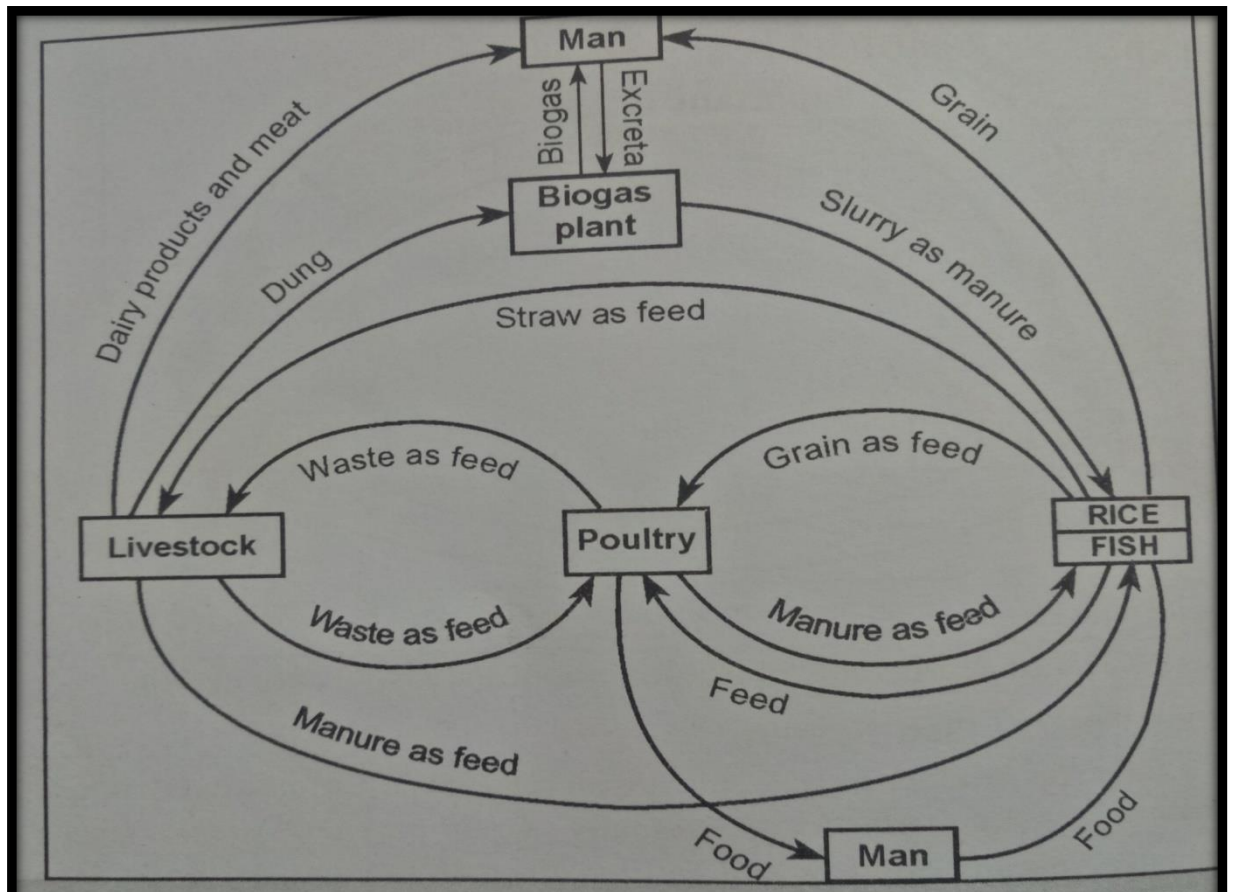 Man
Grain
Biogas
Excreta
Dairy products and meat
Biogas
plant
Slurry as manure
Dung
Straw as feed
Waste as feed
Grain as feed
Livestock
Poultry
RICE
FISH
Waste as feed
Manure as feed
Feed
Manure as feed
Food
Man
Food